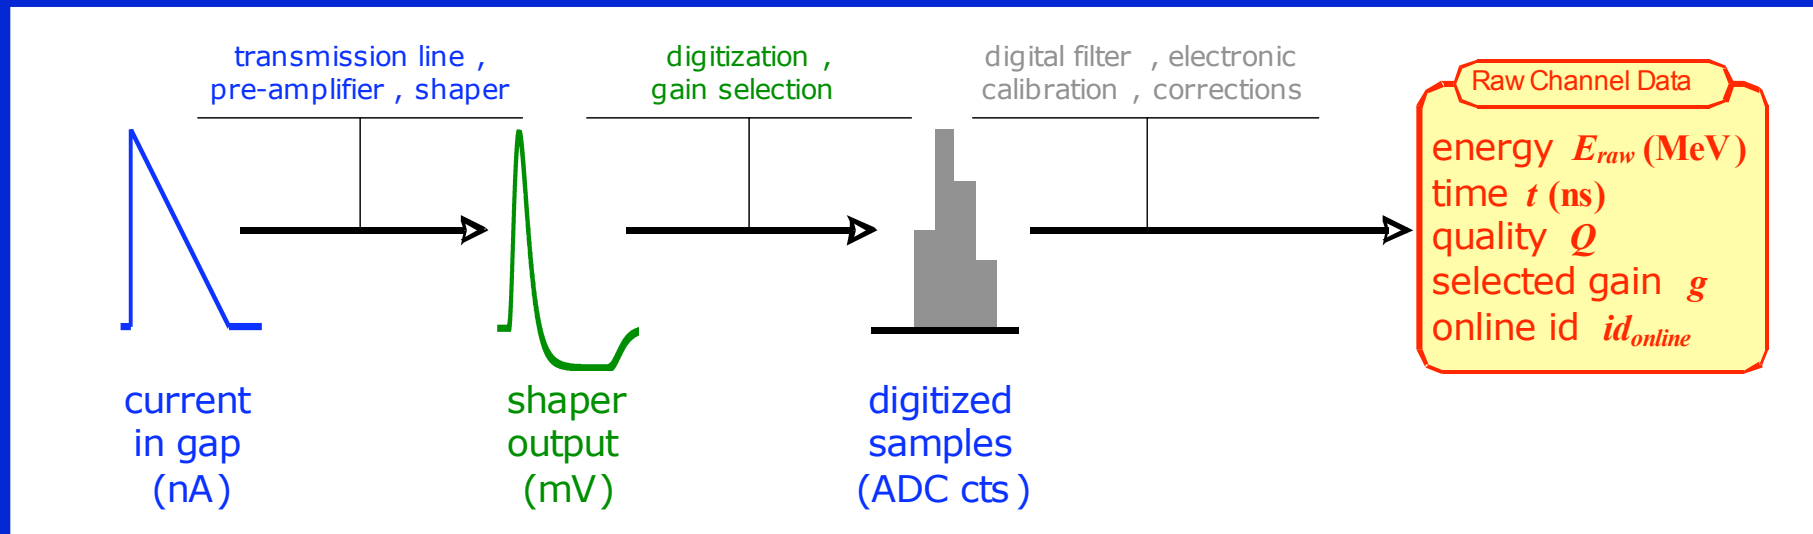 transmission line ,
pre-amplifier , shaper
digitization ,
gain selection
digital filter , electronic
calibration , corrections
Raw Channel Data
energy E_raw (MeV)
time t (ns)
quality Q
selected gain g
online id id_online
current
in gap
(nA)
shaper
output
(mV)
digitized
samples
(ADC cts )